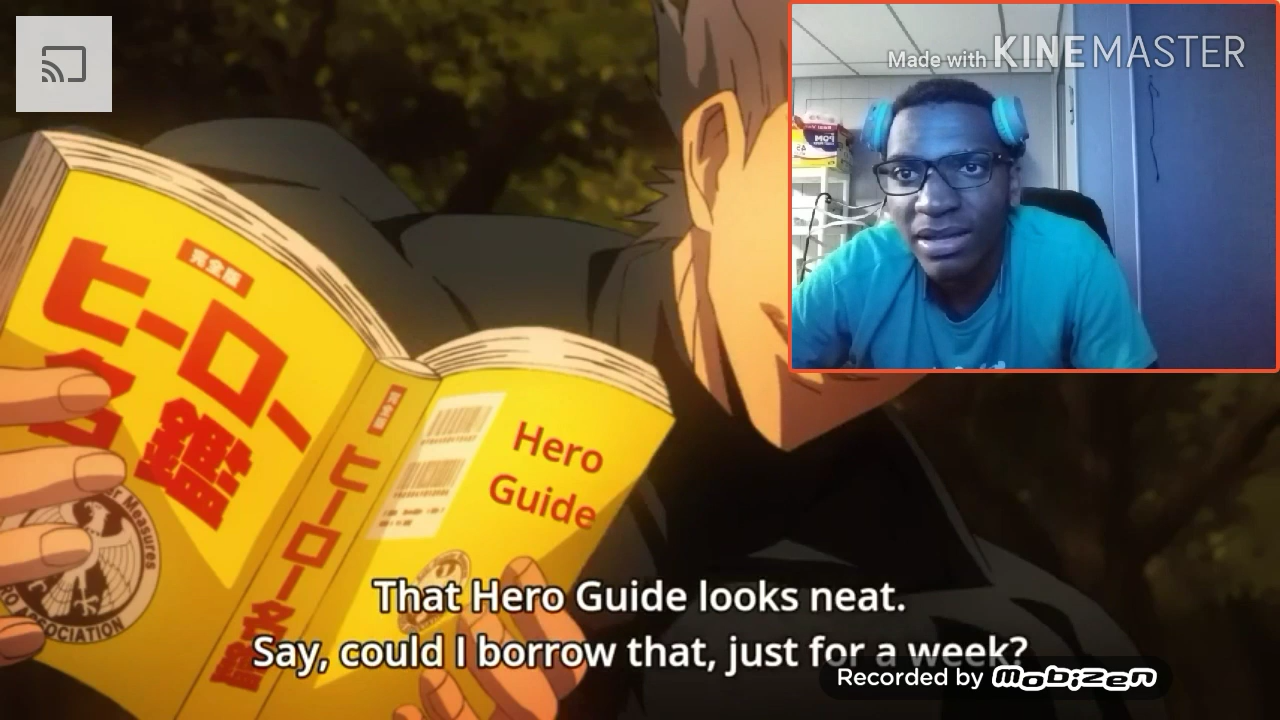 Made with KINEMASTER
完全版
ヒーロー
名鑑
完全版
ヒーロー名鑑
Hero
Guide
Measures
ASSOCIATION
That Hero Guide looks neat.
Say, could I borrow that, just for a week?
Recorded by mobizen